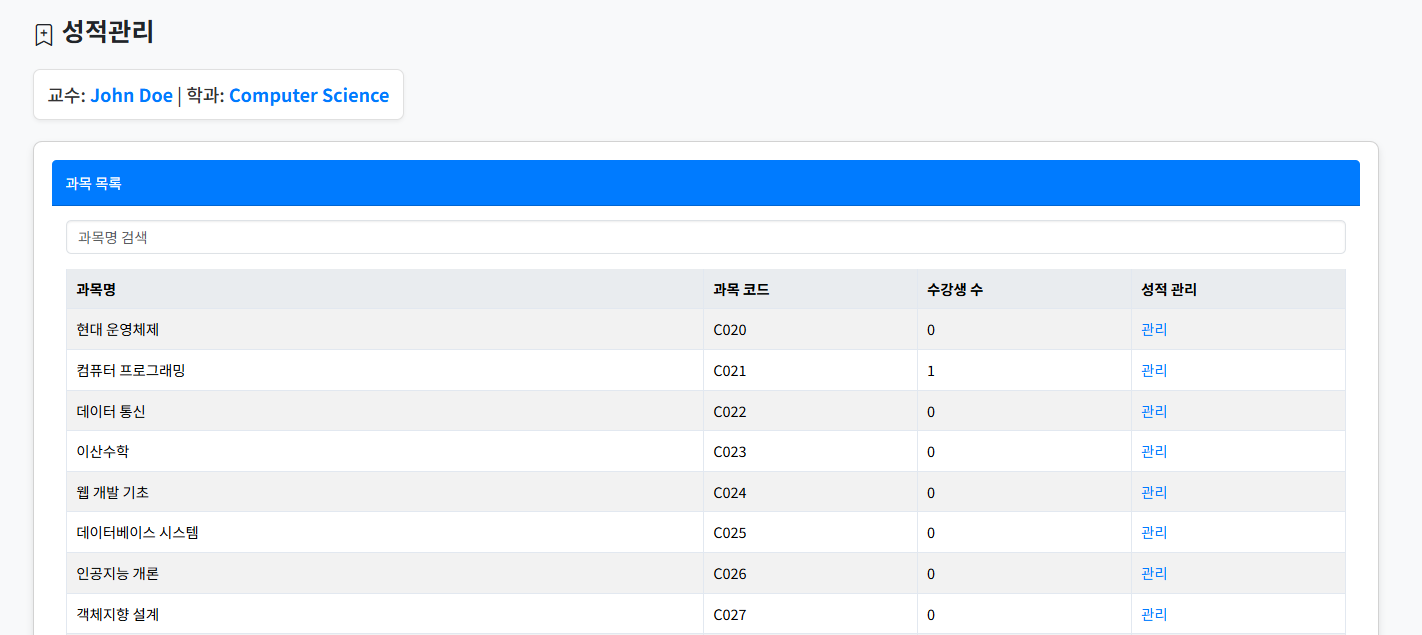 성적관리
교수: John Doe | 학과: Computer Science
과목 목록
과목명 검색
과목명 과목 코드 수강생 수 성적 관리
현대 운영체제 C020 0 관리
컴퓨터 프로그래밍 C021 1 관리
데이터 통신 C022 0 관리
이산수학 C023 0 관리
웹 개발 기초 C024 0 관리
데이터베이스 시스템 C025 0 관리
인공지능 개론 C026 0 관리
객체지향 설계 C027 0 관리